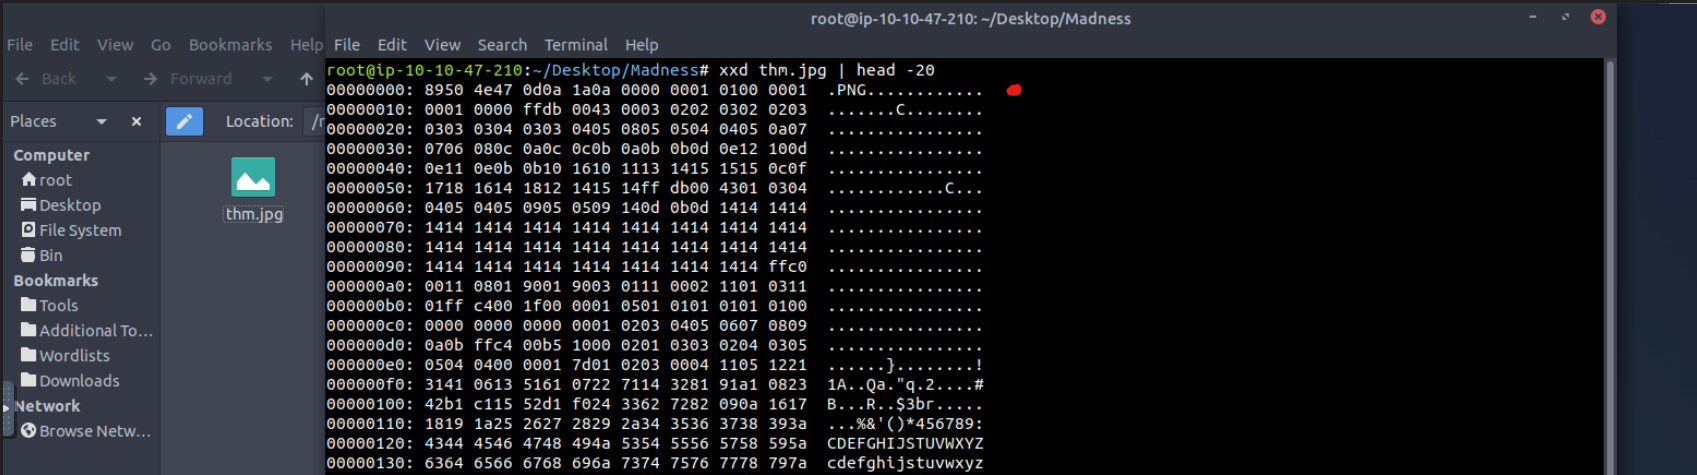 root@ip-10-10-47-210: ~/Desktop/Madness
File Edit View Go Bookmarks Help
File Edit View Search Terminal Help
Back Forward
Places
Location: /r
Computer
root
Desktop
File System
Bin
Bookmarks
Tools
Additional To...
Wordlists
Downloads
Network
Browse Netw...
thm.jpg
root@ip-10-10-47-210:~/Desktop/Madness# xxd thm.jpg | head -20
00000000: 8950 4e47 0d0a 1a0a 0000 0001 0100 0001 .PNG............
00000010: 0001 0000 ffdb 0043 0003 0202 0302 0203 .......C........
00000020: 0303 0304 0303 0405 0805 0504 0405 0a07 ................
00000030: 0706 080c 0a0c 0c0b 0a0b 0b0d 0e12 100d ................
00000040: 0e11 0e0b 0b10 1610 1113 1415 1515 0c0f ................
00000050: 1718 1614 1812 1415 14ff db00 4301 0304 ............C...
00000060: 0405 0405 0905 0509 140d 0b0d 1414 1414 ................
00000070: 1414 1414 1414 1414 1414 1414 1414 1414 ................
00000080: 1414 1414 1414 1414 1414 1414 1414 1414 ................
00000090: 1414 1414 1414 1414 1414 1414 1414 ffc0 ................
000000a0: 0011 0801 9001 9003 0111 0002 1101 0311 ................
000000b0: 01ff c400 1f00 0001 0501 0101 0101 0100 ................
000000c0: 0000 0000 0000 0001 0203 0405 0607 0809 ................
000000d0: 0a0b ffc4 00b5 1000 0201 0303 0204 0305 ................
000000e0: 0504 0400 0001 7d01 0203 0004 1105 1221 ......}........!
000000f0: 3141 0613 5161 0722 7114 3281 91a1 0823 1A..Qa."q.2....#
00000100: 42b1 c115 52d1 f024 3362 7282 090a 1617 B...R..$3br.....
00000110: 1819 1a25 2627 2829 2a34 3536 3738 393a ...%&'()*456789:
00000120: 4344 4546 4748 494a 5354 5556 5758 595a CDEFGHIJSTUVWXYZ
00000130: 6364 6566 6768 696a 7374 7576 7778 797a cdefghijstuvwxyz